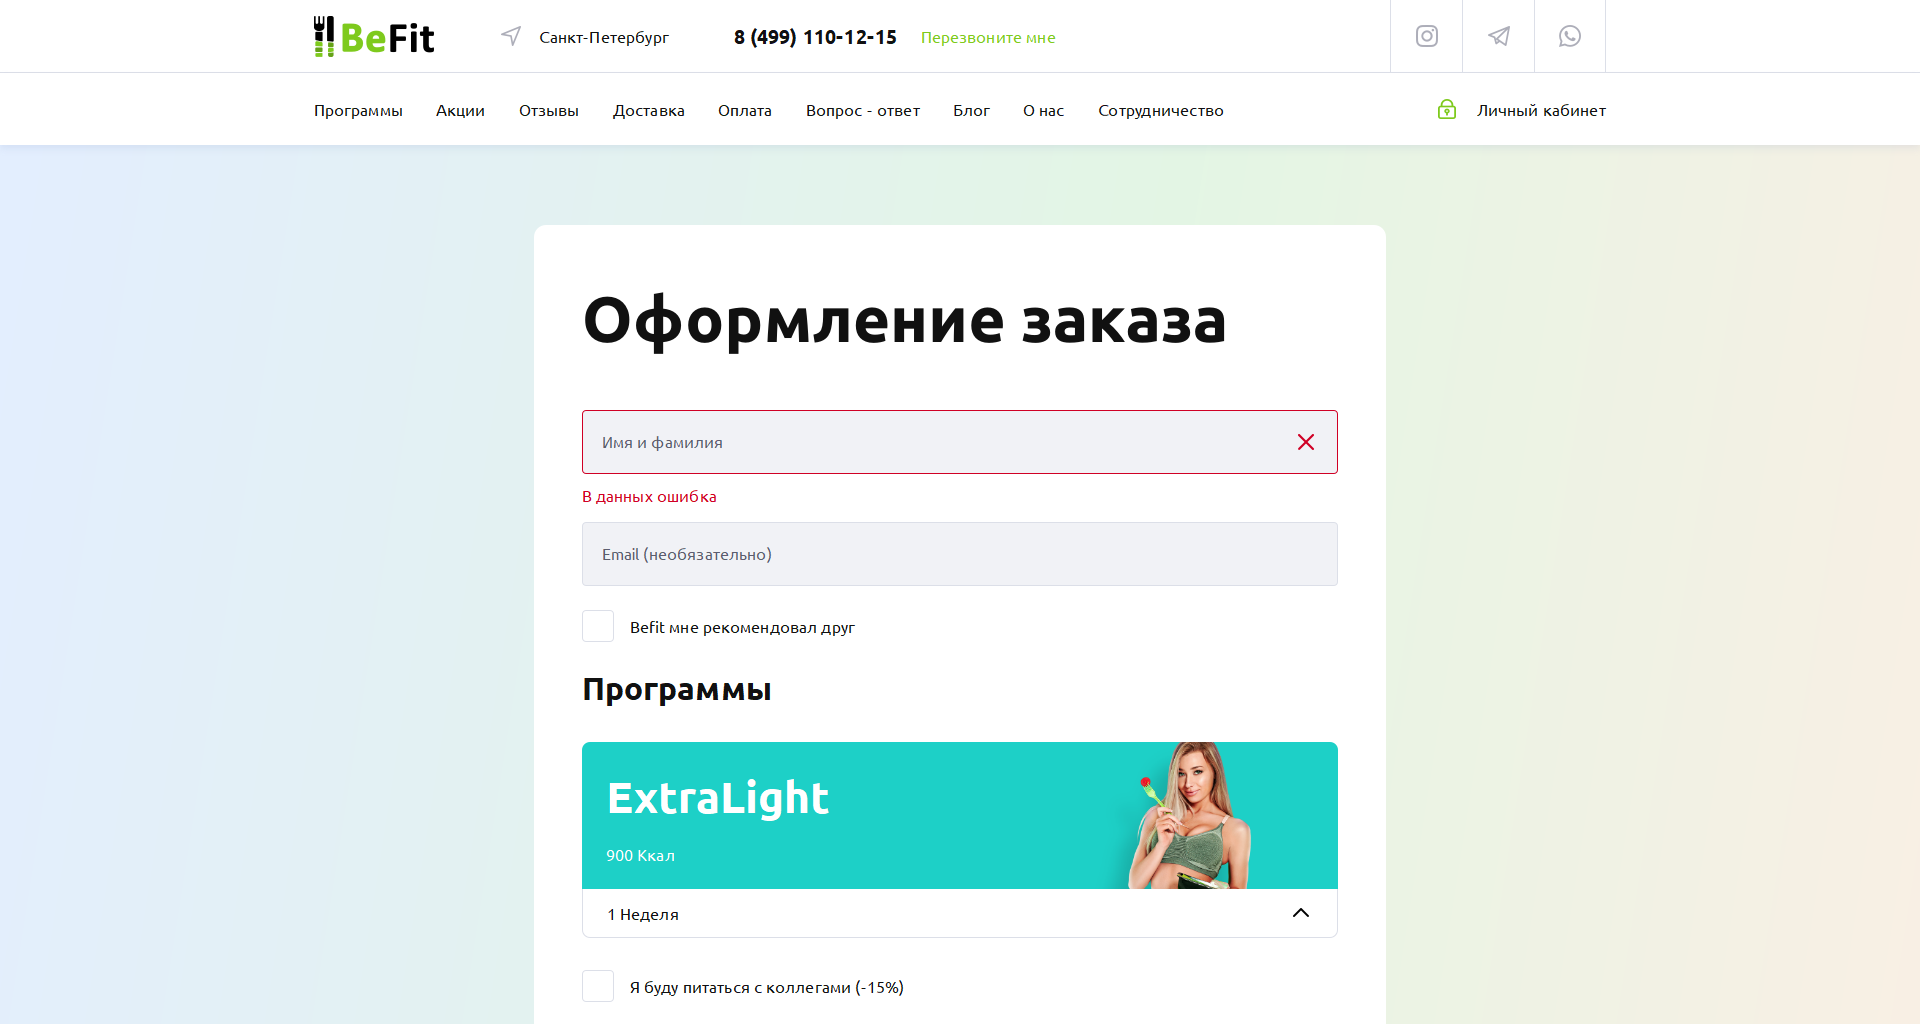 BeFit
Санкт-Петербург
8 (499) 110-12-15
Перезвоните мне
Программы
Акции
Отзывы
Доставка
Оплата
Вопрос - ответ
Блог
О нас
Сотрудничество
Личный кабинет
Оформление заказа
Имя и фамилия
В данных ошибка
Email (необязательно)
Befit мне рекомендовал друг
Программы
ExtraLight
900 Ккал
1 Неделя
Я буду питаться с коллегами (-15%)